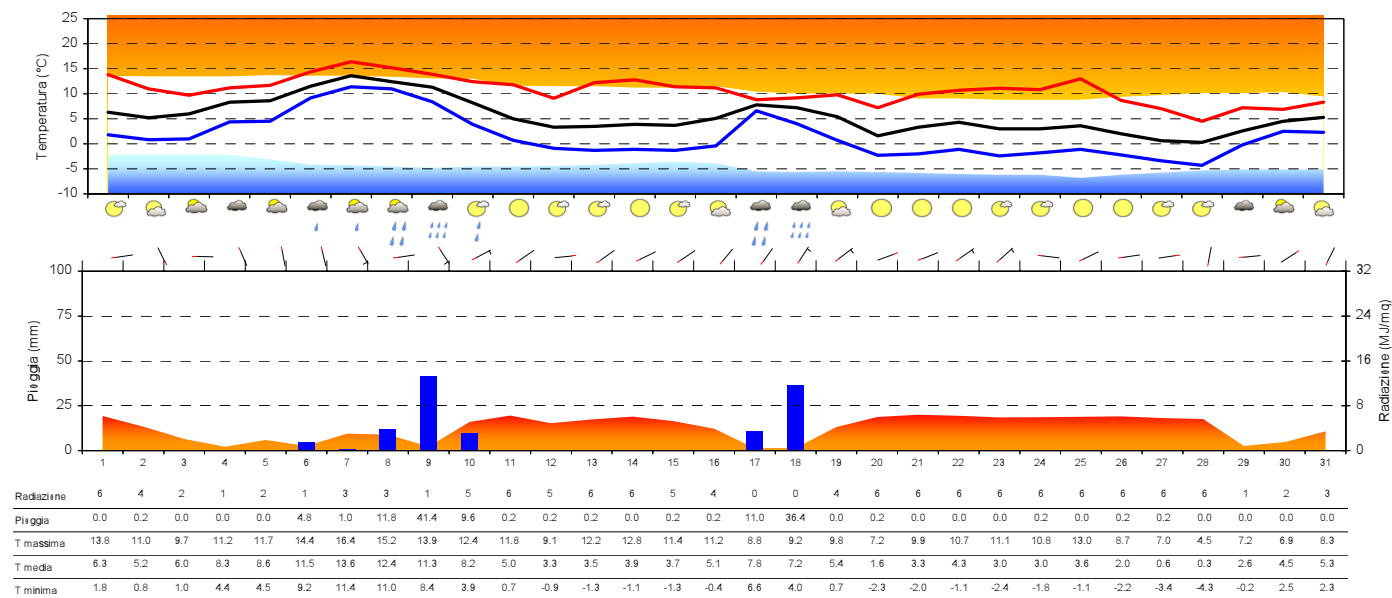 25
20
15
10
5
0
-5
-10
Temperatura (°C)
100
75
50
25
0
Pioggia (mm)
32
24
16
8
0
Radiazione (MJ/mq)
1 2 3 4 5 6 7 8 9 10 11 12 13 14 15 16 17 18 19 20 21 22 23 24 25 26 27 28 29 30 31
Radiazione 6 4 2 1 2 1 3 3 1 5 6 5 6 6 5 4 0 0 4 6 6 6 6 6 6 6 6 6 1 2 3
Pioggia 0.0 0.2 0.0 0.0 0.0 4.8 1.0 11.8 41.4 9.6 0.2 0.2 0.2 0.0 0.2 0.2 11.0 36.4 0.0 0.2 0.0 0.0 0.0 0.2 0.0 0.0 0.2 0.0 0.0 0.0 0.0
T massima 13.8 11.0 9.7 11.2 11.7 14.4 16.4 15.2 13.9 12.4 11.8 9.1 12.2 12.8 11.4 11.2 8.8 9.2 9.8 7.2 9.9 10.7 11.1 10.8 13.0 8.7 7.0 4.5 7.2 6.9 8.3
T media 6.3 5.2 6.0 8.3 8.6 11.5 13.6 12.4 11.3 8.2 5.0 3.3 3.5 3.9 3.7 5.1 7.8 7.2 5.4 1.6 3.3 4.3 3.0 3.0 3.6 2.0 0.6 0.3 2.6 4.5 5.3
T minima 1.8 0.8 1.0 4.4 4.5 9.2 11.4 11.0 8.4 3.9 0.7 -0.9 -1.3 -1.1 -1.3 -0.4 6.6 4.0 0.7 -2.3 -2.0 -1.1 -2.4 -1.8 -1.1 -2.2 -3.4 -4.3 -0.2 2.5 2.3